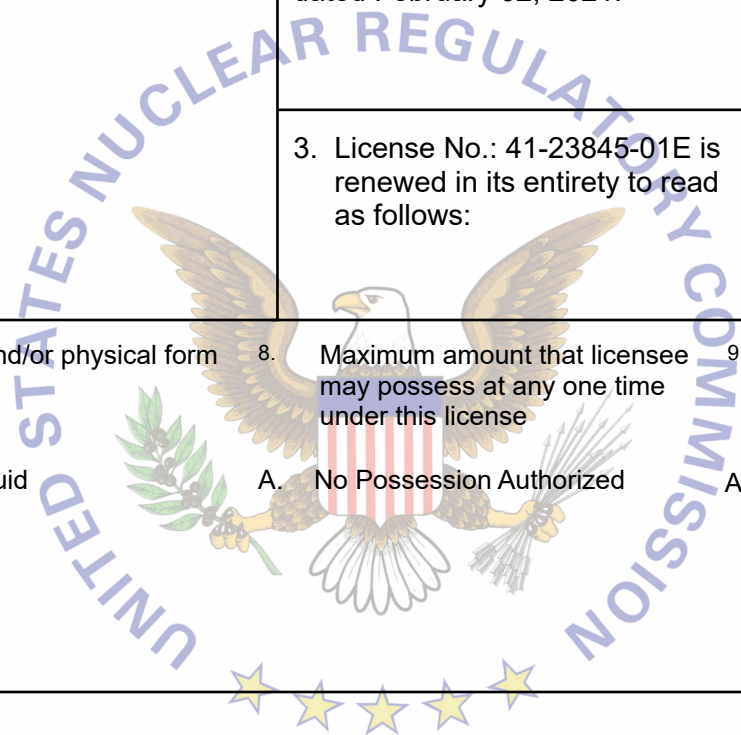 3. License No.: 41-23845-01E is
renewed in its entirety to read
as follows:
nd/or physical form
8. Maximum amount that licensee
may possess at any one time
under this license
9
uid
A. No Possession Authorized
A
UNITED STATES NUCLEAR REGULATORY COMMISSION